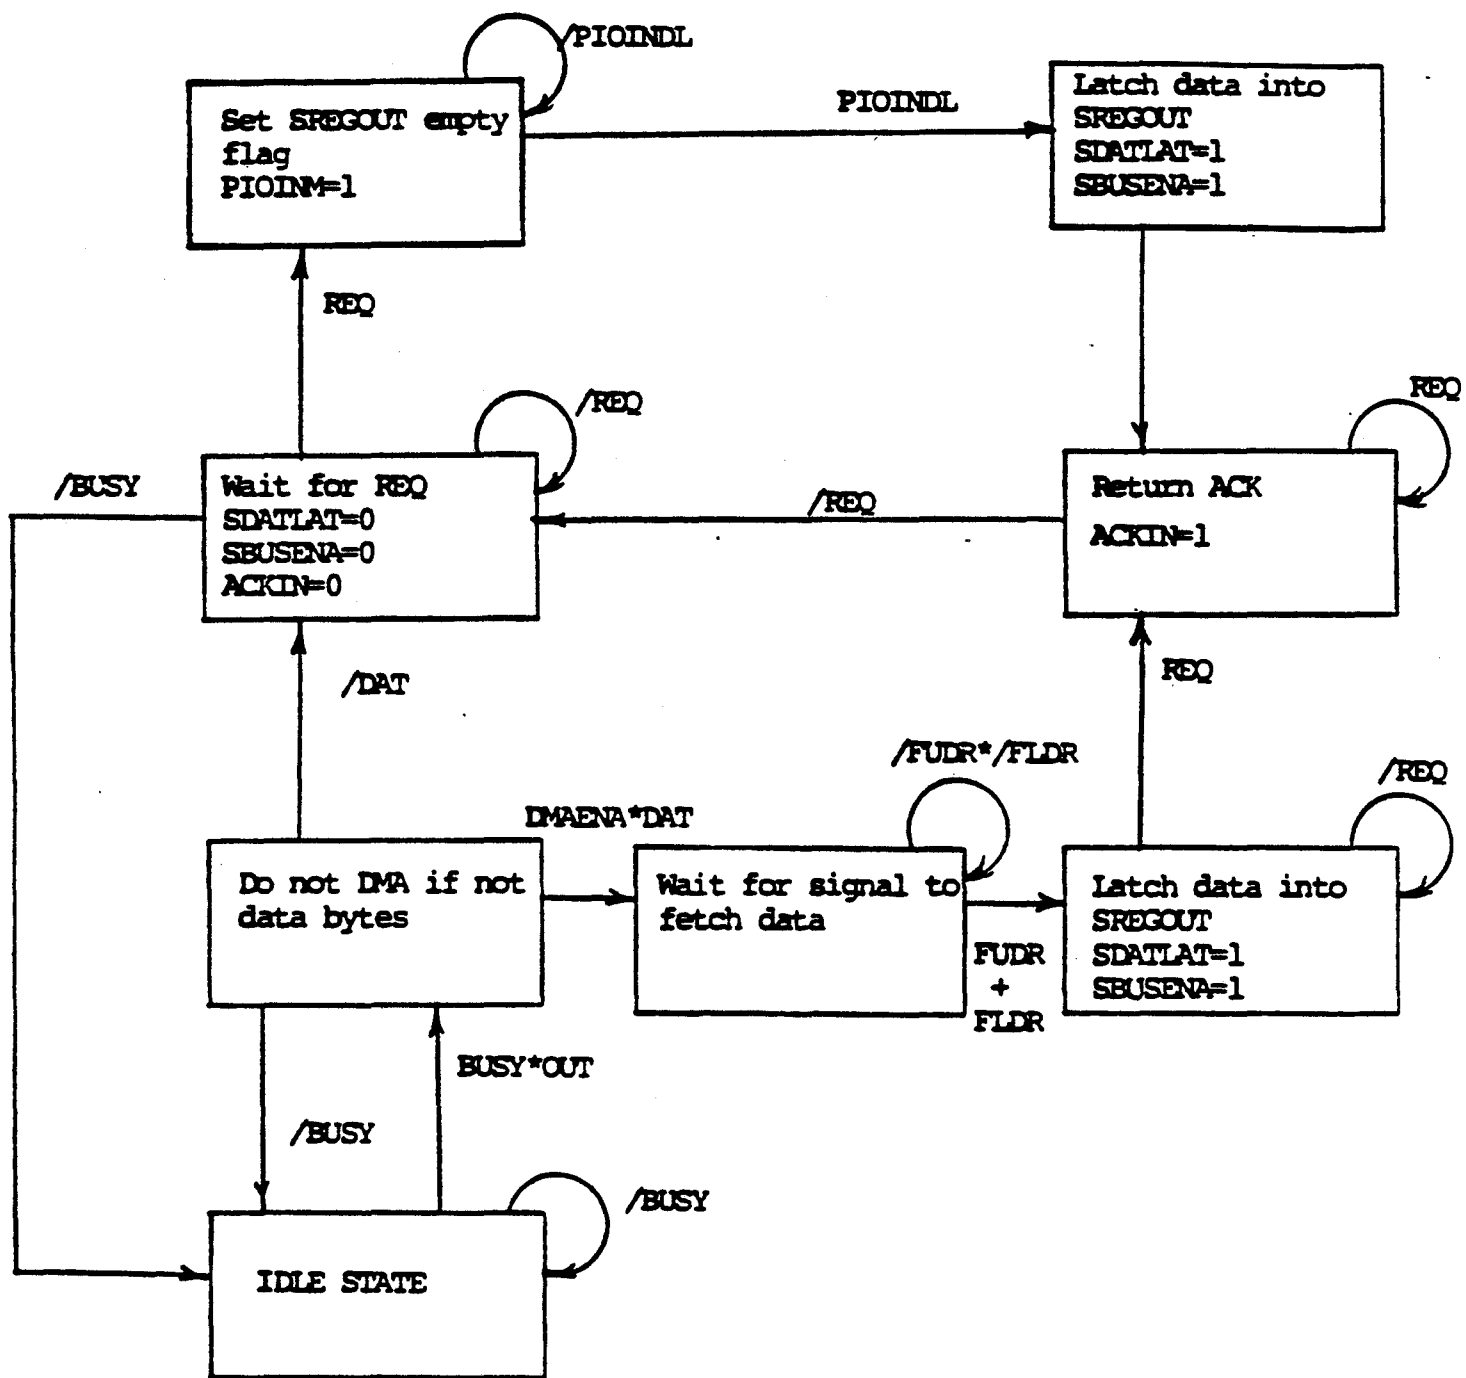 /PIOINDL
Set SREGOUT empty
flag
PIOINM=1
PIOINDL
Latch data into
SREGOUT
SDATLAT=1
SBUSENA=1
REQ
/REQ
REQ
/BUSY
Wait for REQ
SDATLAT=0
SBUSENA=0
ACKIN=0
/REQ
Return ACK
ACKIN=1
/DAT
REQ
/FUDR*/FLDR
/REQ
DMAENA*DAT
Do not DMA if not
data bytes
Wait for signal to
fetch data
FUDR
+
FLDR
Latch data into
SREGOUT
SDATLAT=1
SBUSENA=1
BUSY*OUT
/BUSY
/BUSY
IDLE STATE